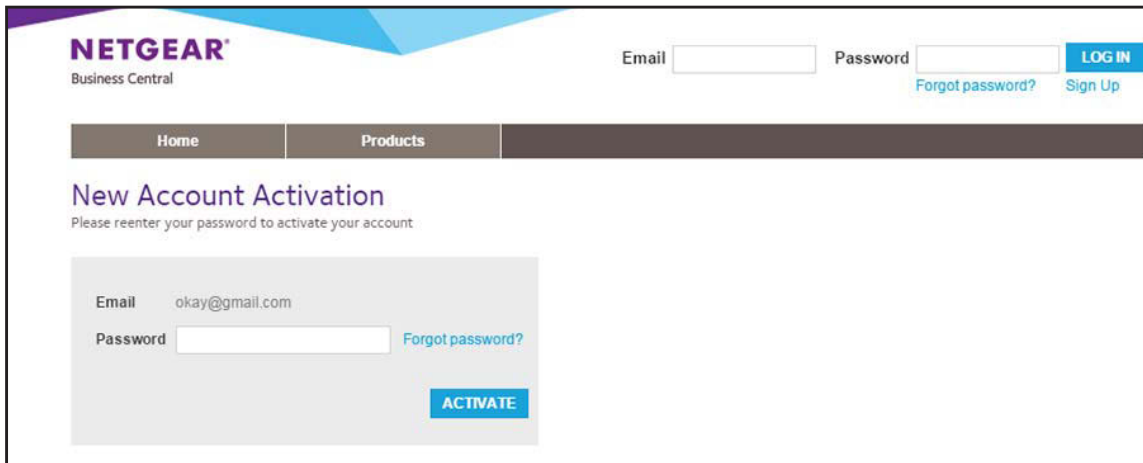 NETGEAR®
Business Central
Email Password LOG IN
Forgot password? Sign Up
Home Products
New Account Activation
Please reenter your password to activate your account
Email okay@gmail.com
Password Forgot password?
ACTIVATE